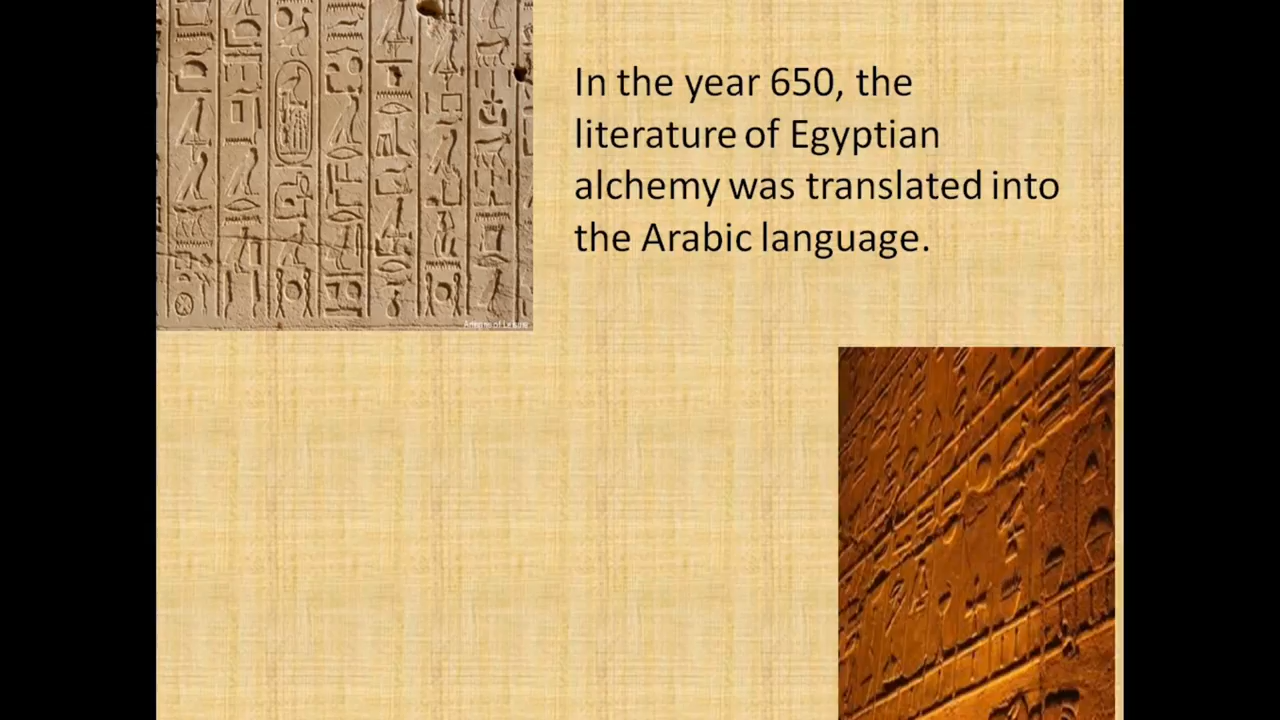 In the year 650, the
literature of Egyptian
alchemy was translated into
the Arabic language.